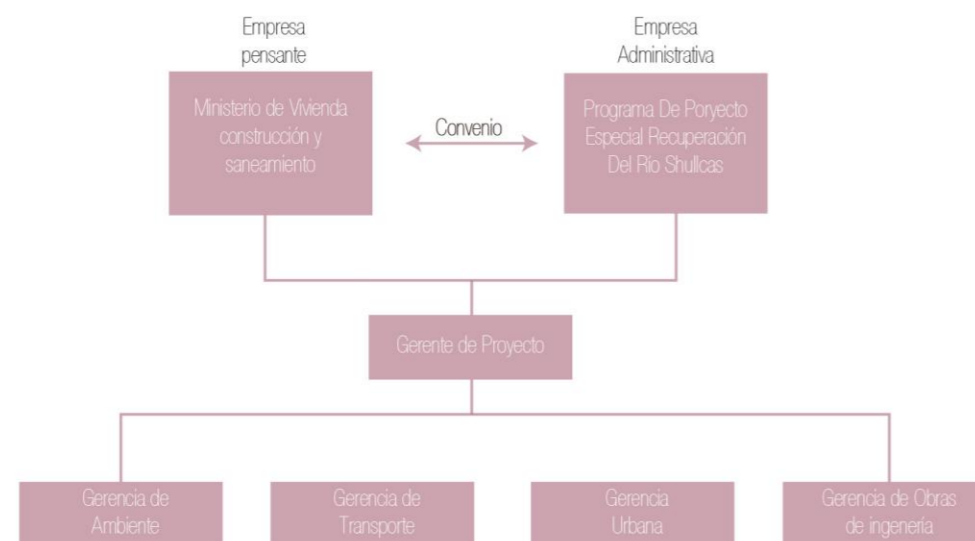 Empresa
pensante
Empresa
Administrativa
Ministerio de Vivienda
construcción y
saneamiento
Convenio
Programa De Poryecto
Especial Recuperación
Del Río Shullcas
Gerente de Proyecto
Gerencia de
Ambiente
Gerencia de
Transporte
Gerencia
Urbana
Gerencia de Obras
de ingenería